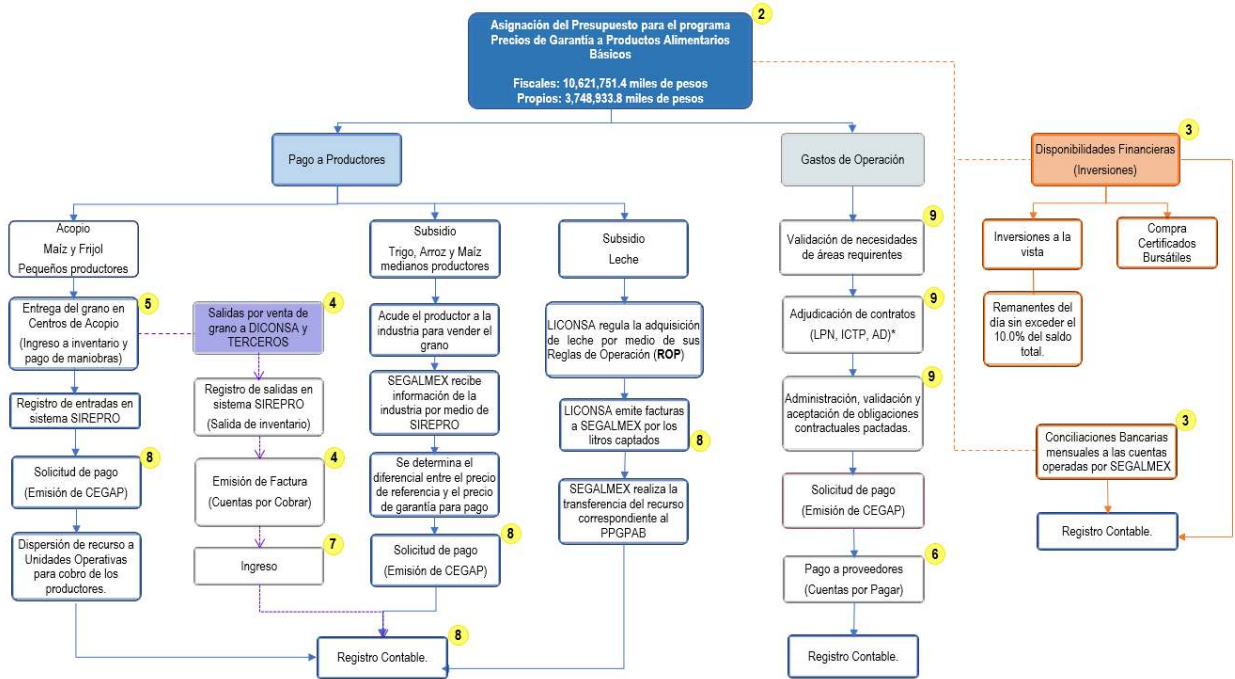 2
Asignación del Presupuesto para el programa
Precios de Garantía a Productos Alimentarios
Básicos
Fiscales: 10,621,751.4 miles de pesos
Propios: 3,748,933.8 miles de pesos
Pago a Productores
Gastos de Operación
3
Disponibilidades Financieras
(Inversiones)
Acopio
Maíz y Frijol
Pequeños productores
Subsidio
Trigo, Arroz y Maíz
medianos productores
Subsidio
Leche
9
Validación de necesidades
de áreas requirentes
Inversiones a la
vista
Compra
Certificados
Bursátiles
5
Entrega del grano en
Centros de Acopio
(Ingreso a inventario y
pago de maniobras)
4
Salidas por venta de
grano a DICONSA y
TERCEROS
Acude el productor a la
industria para vender el
grano
LICONSA regula la adquisición
de leche por medio de sus
Reglas de Operación (ROP)
9
Adjudicación de contratos
(LPN, ICTP, AD)*
Remanentes del
día sin exceder el
10.0% del saldo
total.
Registro de entradas en
sistema SIREPRO
Registro de salidas en
sistema SIREPRO
(Salida de inventario)
SEGALMEX recibe
información de la
industria por medio de
SIREPRO
LICONSA emite facturas
a SEGALMEX por los
litros captados
8
9
Administración, validación y
aceptación de obligaciones
contractuales pactadas.
3
Conciliaciones Bancarias
mensuales a las cuentas
operadas por SEGALMEX
8
Solicitud de pago
(Emisión de CEGAP)
4
Emisión de Factura
(Cuentas por Cobrar)
Se determina el
diferencial entre el precio
de referencia y el precio
de garantía para pago
SEGALMEX realiza la
transferencia del recurso
correspondiente al
PPGPAB
Solicitud de pago
(Emisión de CEGAP)
Registro Contable.
Dispersión de recurso a
Unidades Operativas
para cobro de los
productores.
7
Ingreso
8
Solicitud de pago
(Emisión de CEGAP)
6
Pago a proveedores
(Cuentas por Pagar)
8
Registro Contable.
Registro Contable.